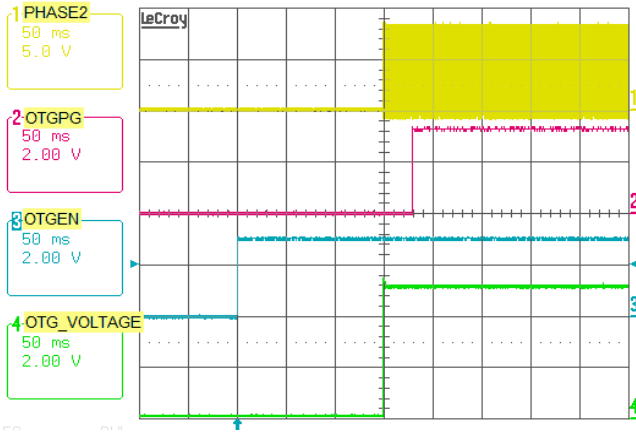 1 PHASE2
50 ms
5.0 V
LeCroy
1
2 OTGPG
50 ms
2.00 V
2
3 OTGEN
50 ms
2.00 V
3
4 OTG_VOLTAGE
50 ms
2.00 V
4